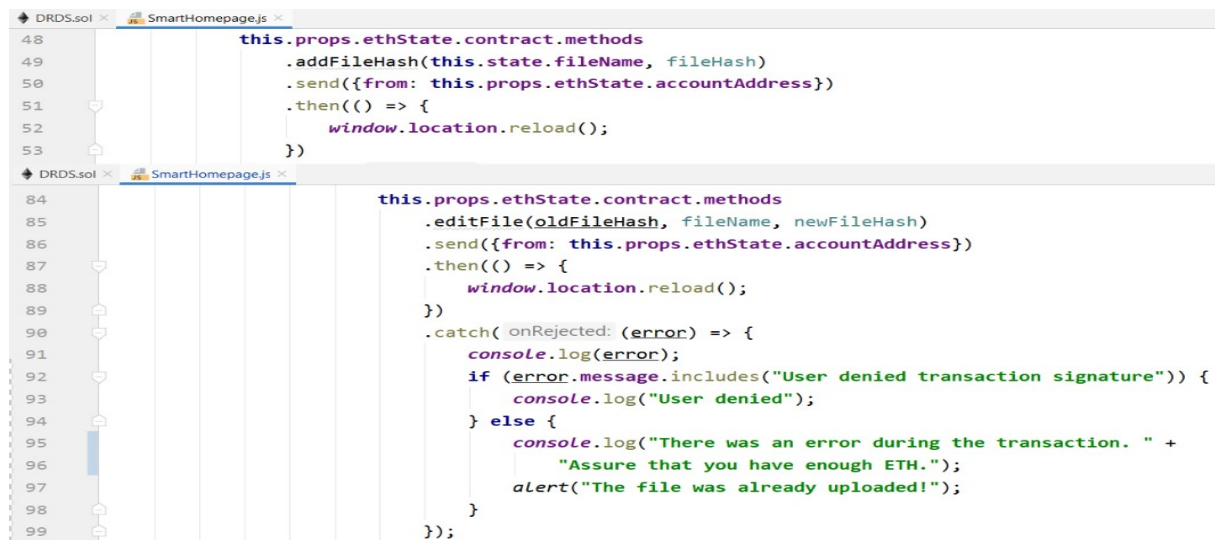 DRDS.sol × SmartHomepage.js ×
48 this.props.ethState.contract.methods
49 .addFileHash(this.state.fileName, fileHash)
50 .send({from: this.props.ethState.accountAddress})
51 .then(() => {
52 window.location.reload();
53 })
DRDS.sol × SmartHomepage.js ×
84 this.props.ethState.contract.methods
85 .editFile(oldFileHash, fileName, newFileHash)
86 .send({from: this.props.ethState.accountAddress})
87 .then(() => {
88 window.location.reload();
89 })
90 .catch( onRejected: (error) => {
91 console.log(error);
92 if (error.message.includes("User denied transaction signature")) {
93 console.log("User denied");
94 } else {
95 console.log("There was an error during the transaction. " +
96 "Assure that you have enough ETH.");
97 alert("The file was already uploaded!");
98 }
99 });